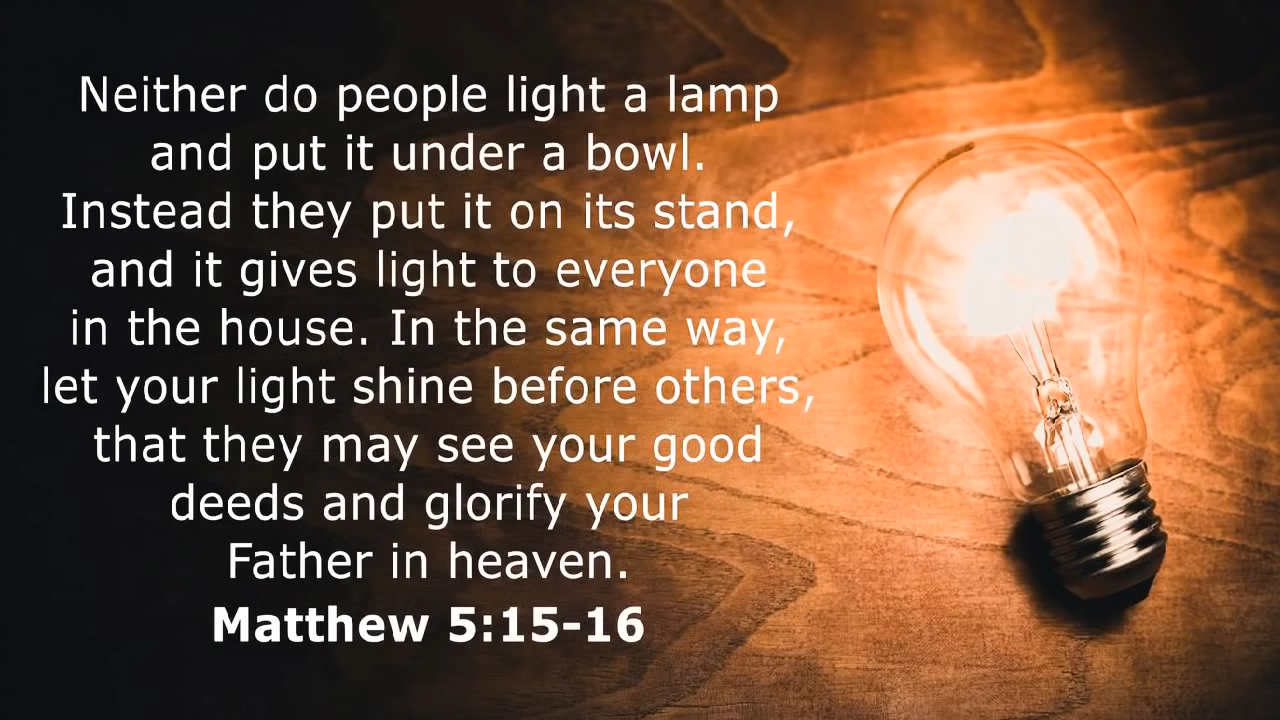 Neither do people light a lamp
and put it under a bowl.
Instead they put it on its stand,
and it gives light to everyone
in the house. In the same way,
let your light shine before others,
that they may see your good
deeds and glorify your
Father in heaven.
Matthew 5:15-16